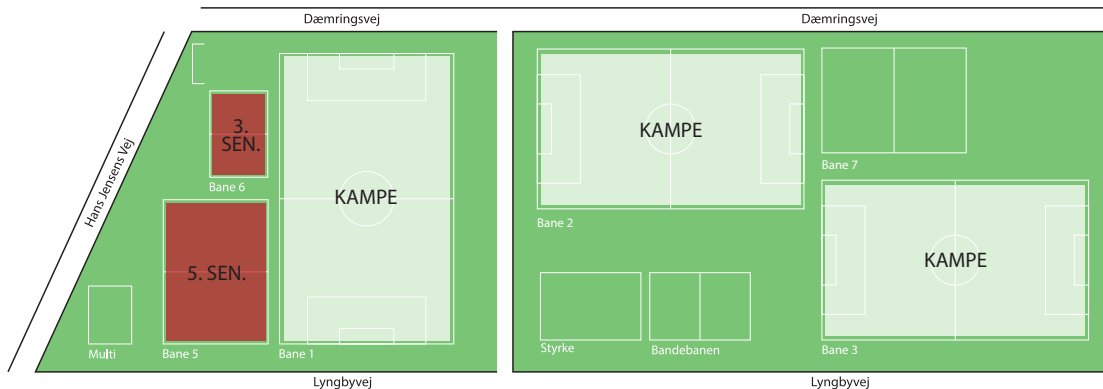 Dæmringsvej
Dæmringsvej
Hans Jensens Vej
3.
SEN.
Bane 6
KAMPE
5. SEN.
Multi
Bane 5
Bane 1
KAMPE
Bane 2
Bane 7
KAMPE
Styrke
Bandebanen
Bane 3
Lyngbyvej
Lyngbyvej